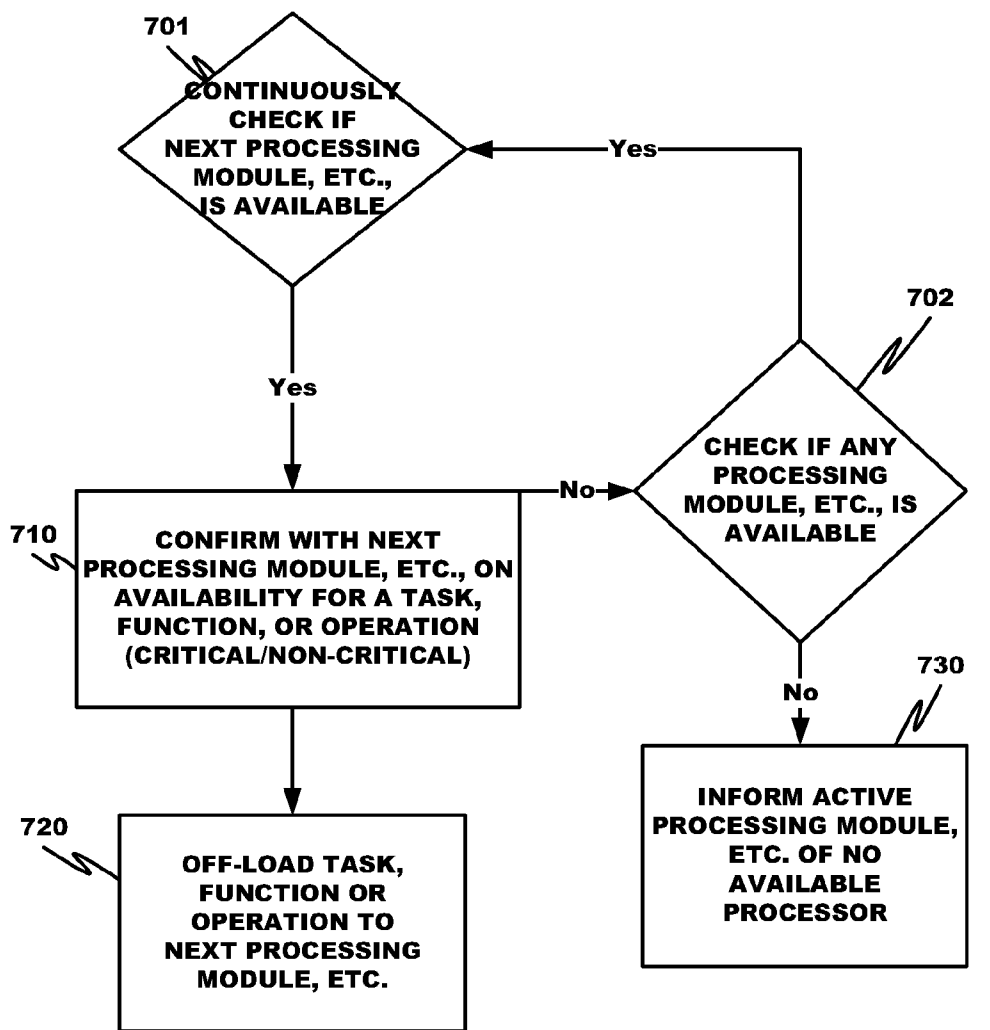 701
CONTINUOUSLY
CHECK IF
NEXT PROCESSING
MODULE, ETC.,
IS AVAILABLE
Yes
702
Yes
CHECK IF ANY
PROCESSING
MODULE, ETC., IS
AVAILABLE
No
710
CONFIRM WITH NEXT
PROCESSING MODULE, ETC., ON
AVAILABILITY FOR A TASK,
FUNCTION, OR OPERATION
(CRITICAL/NON-CRITICAL)
No
730
INFORM ACTIVE
PROCESSING MODULE,
ETC. OF NO
AVAILABLE
PROCESSOR
720
OFF-LOAD TASK,
FUNCTION OR
OPERATION TO
NEXT PROCESSING
MODULE, ETC.